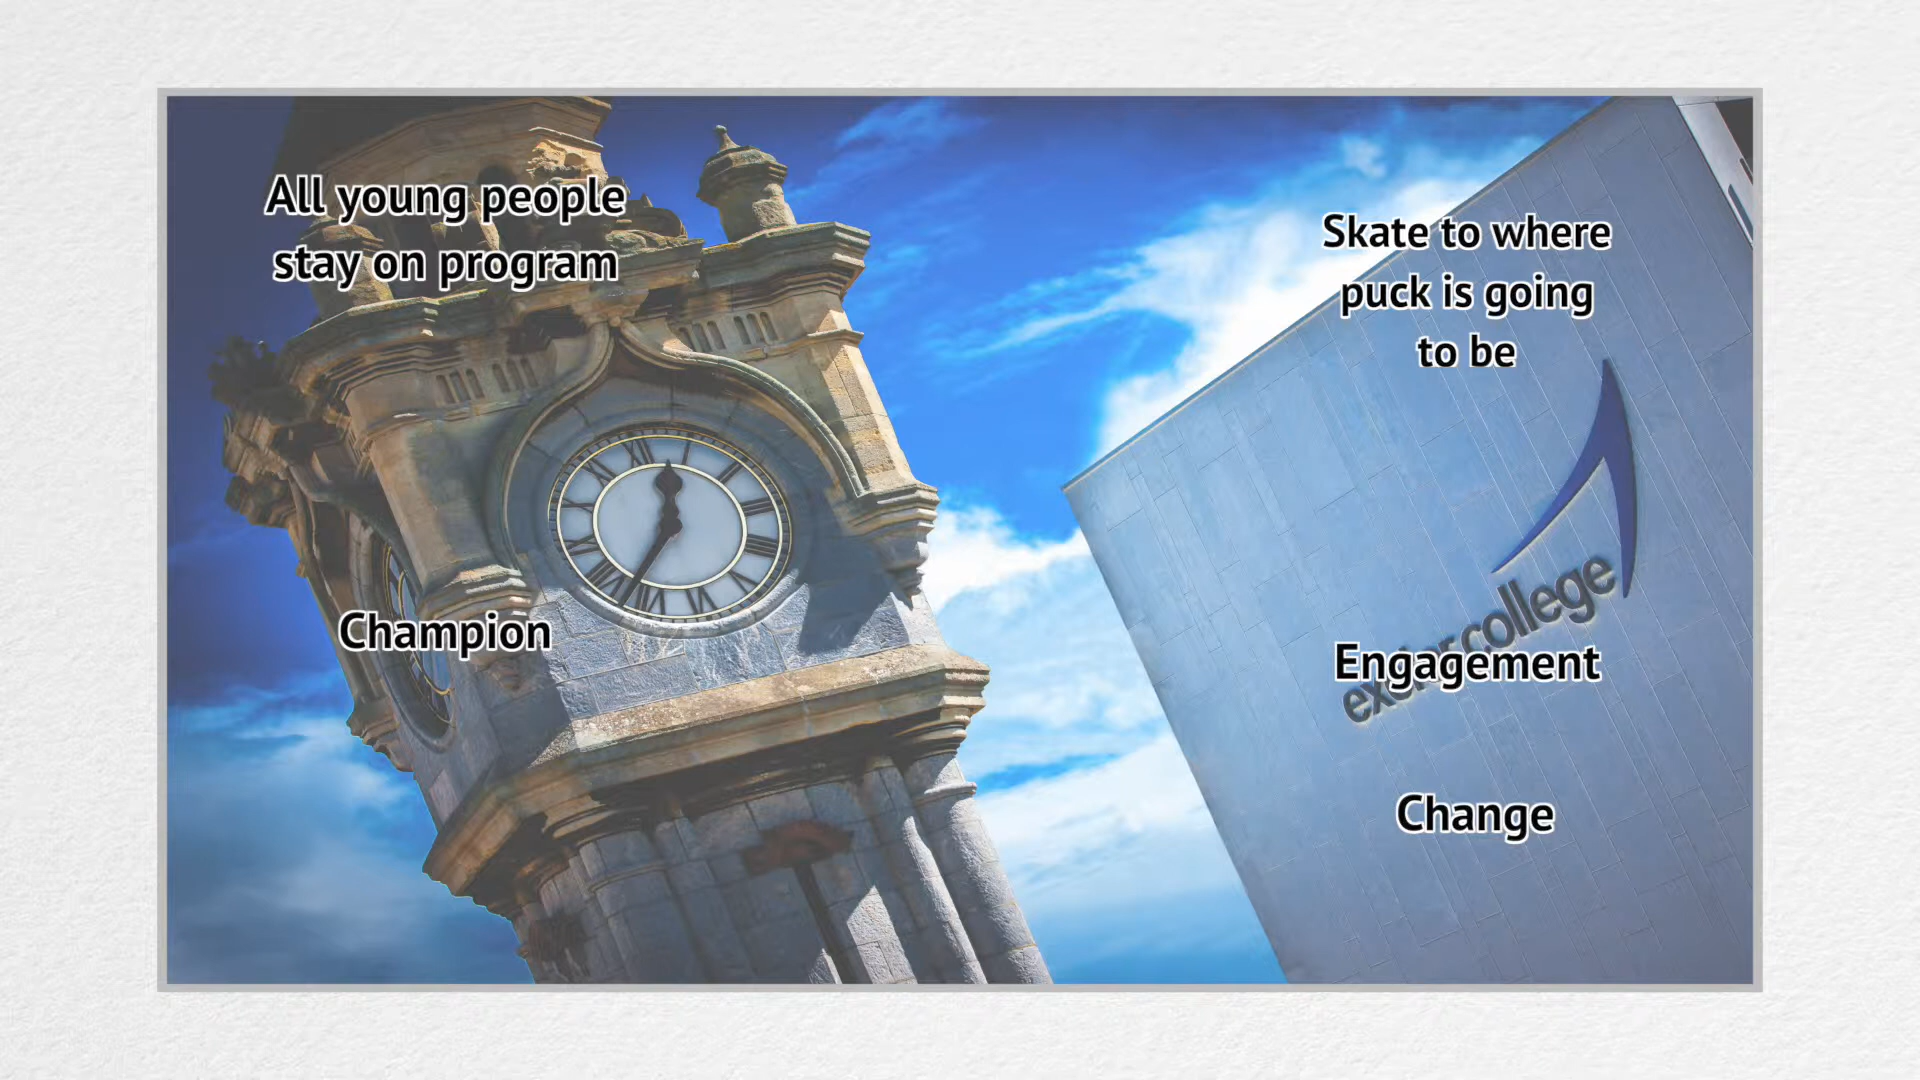 All young people
stay on program
Skate to where
puck is going
to be
Champion
exeter college
Engagement
Change